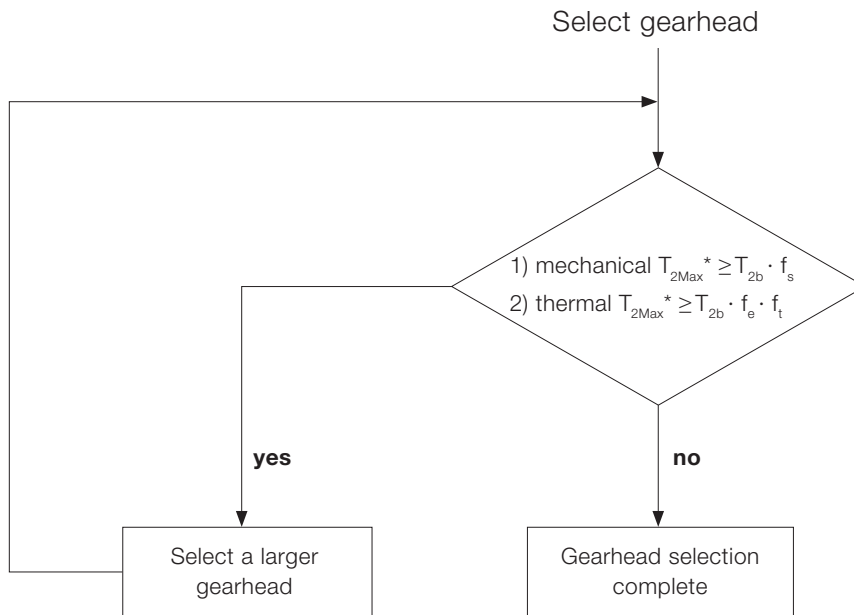 Select gearhead
1) mechanical T₂Max* ≥ T₂b · fs
2) thermal T₂Max* ≥ T₂b · fe · ft
yes
no
Select a larger
gearhead
Gearhead selection
complete